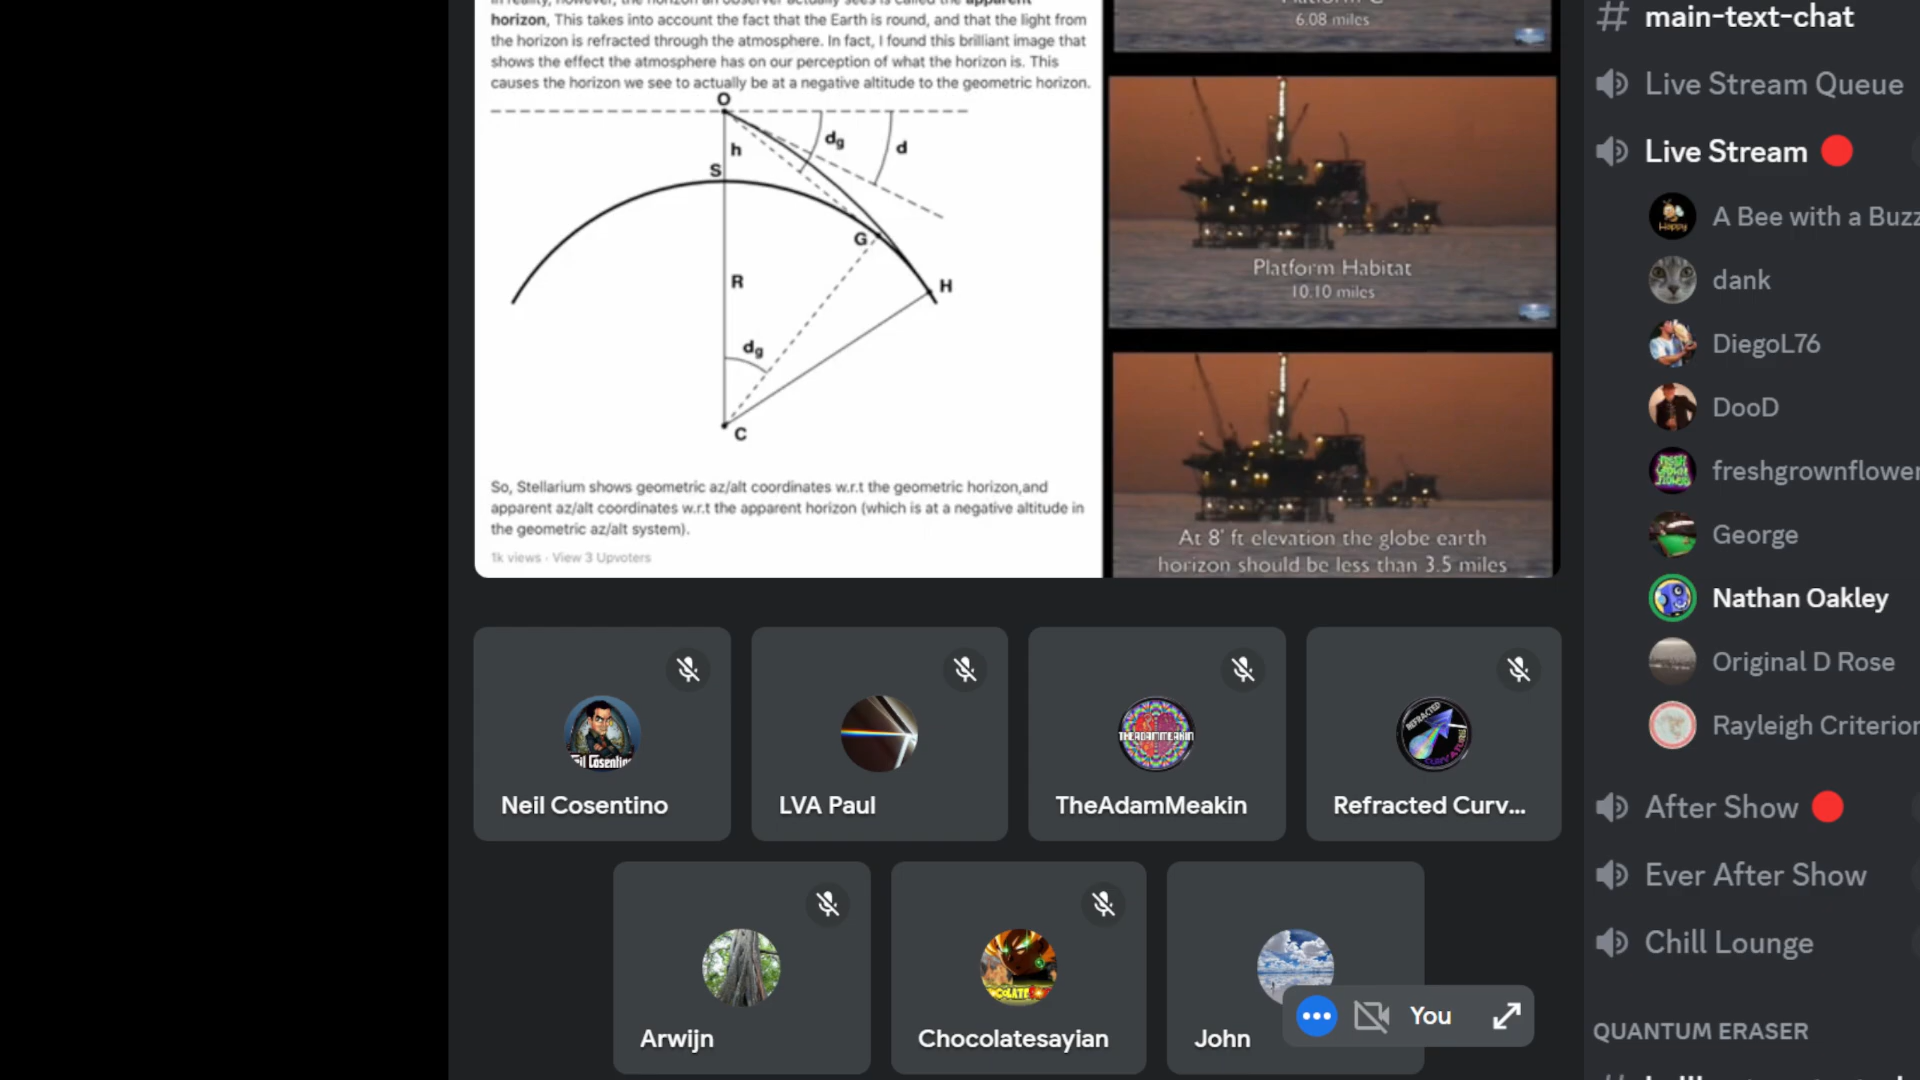 horizon, This takes into account the fact that the Earth is round, and that the light from
the horizon is refracted through the atmosphere. In fact, I found this brilliant image that
shows the effect the atmosphere has on our perception of what the horizon is. This
causes the horizon we see to actually be at a negative altitude to the geometric horizon.
O
h
dg
d
S
G
R
H
dg
C
So, Stellarium shows geometric az/alt coordinates w.r.t the geometric horizon,and
apparent az/alt coordinates w.r.t the apparent horizon (which is at a negative altitude in
the geometric az/alt system).
1k views · View 3 Upvoters
6.08 miles
Platform Habitat
10.10 miles
At 8' ft elevation the globe earth
horizon should be less than 3.5 miles
Neil Cosentino
LVA Paul
THEADAMMEAKIN
TheAdamMeakin
REFRACTED
Refracted Curv...
Arwijn
Chocolatesayian
John
You
# main-text-chat
Live Stream Queue
Live Stream
Happy
A Bee with a Buzz
dank
DiegoL76
DooD
freshgrownflower
George
Nathan Oakley
Original D Rose
Rayleigh Criterion
After Show
Ever After Show
Chill Lounge
QUANTUM ERASER